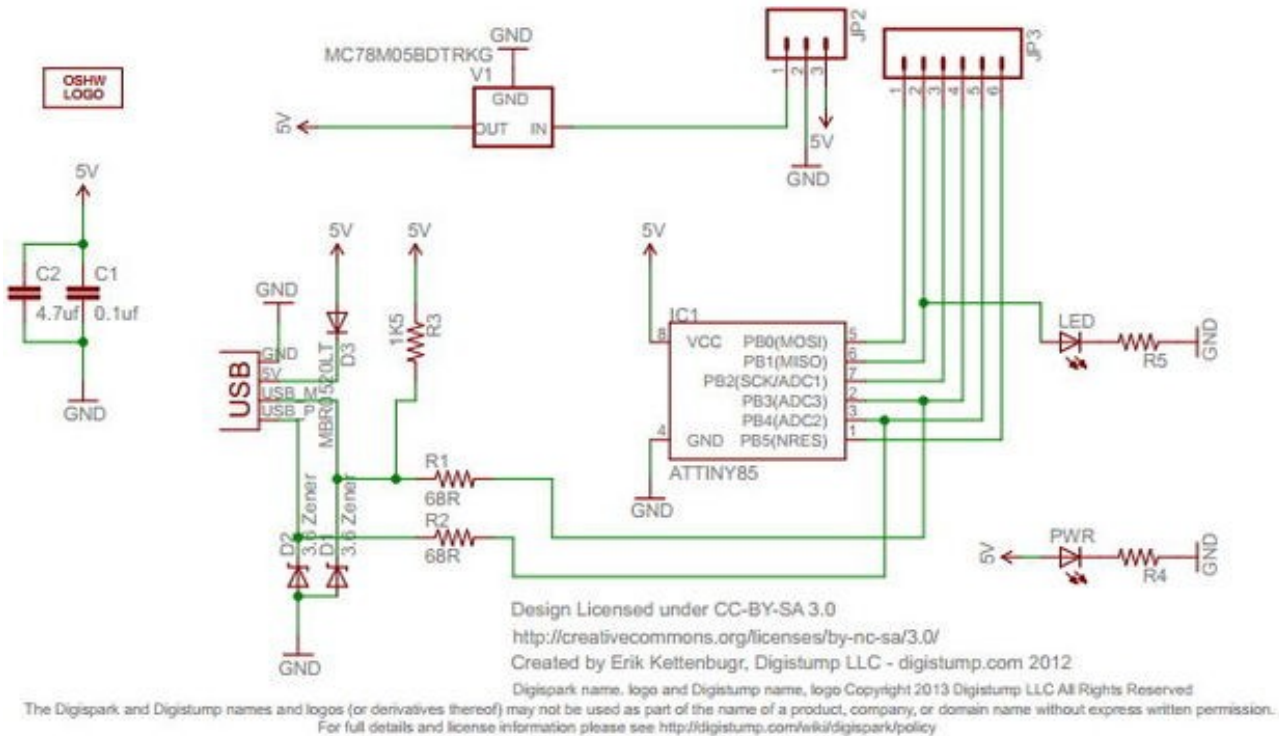 OSHW
LOGO
MC78M05BDTRKG
GND
V1
GND
OUT IN
5V
JP2
1 2 3
5V
GND
JP3
1 2 3 4 5 6
5V
C2 C1
4.7uf 0.1uf
GND
5V
5V
GND
1K5
R3
D3
USB
GND
5V
USB_M
USB_P
5V
IC1
8 VCC PB0(MOSI) 5
PB1(MISO) 6
PB2(SCK/ADC1) 7
PB3(ADC3) 2
PB4(ADC2) 3
4 GND PB5(NRES) 1
ATTINY85
GND
LED
R5
GND
R1
68R
R2
68R
D2
3.6 Zener
D1
3.6 Zener
GND
5V
PWR
R4
GND
Design Licensed under CC-BY-SA 3.0
http://creativecommons.org/licenses/by-nc-sa/3.0/
Created by Erik Kettenbugr, Digistump LLC - digistump.com 2012
Digispark name. logo and Digistump name, logo Copyright 2013 Digistump LLC All Rights Reserved
The Digispark and Digistump names and logos (or derivatives thereof) may not be used as part of the name of a product, company, or domain name without express written permission.
For full details and license information please see http://digistump.com/wiki/digispark/policy